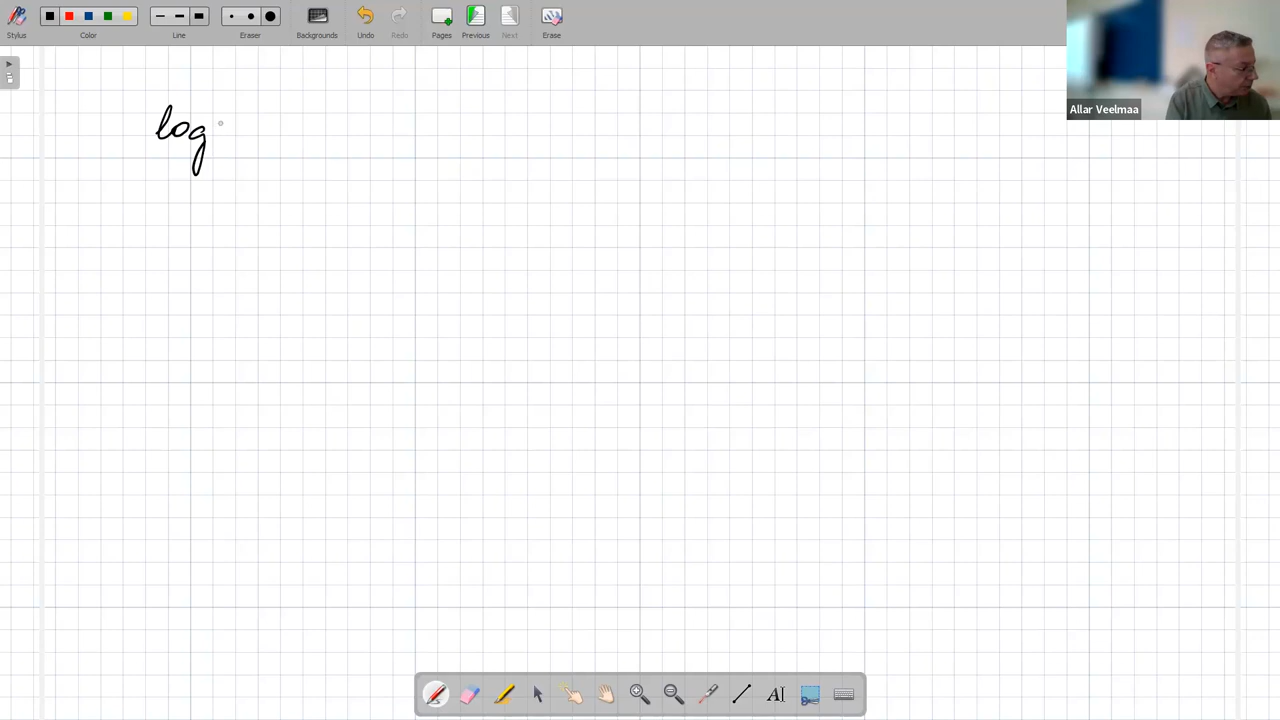 Stylus Color Line Eraser Backgrounds Undo Redo Pages Previous Next Erase
Allar Veelmaa
log